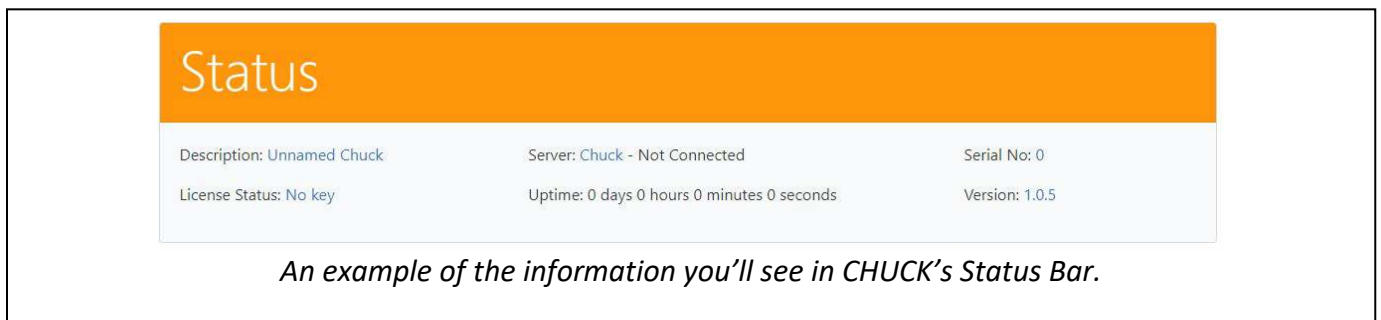 Status
Description: Unnamed Chuck Server: Chuck - Not Connected Serial No: 0
License Status: No key Uptime: 0 days 0 hours 0 minutes 0 seconds Version: 1.0.5
An example of the information you’ll see in CHUCK’s Status Bar.